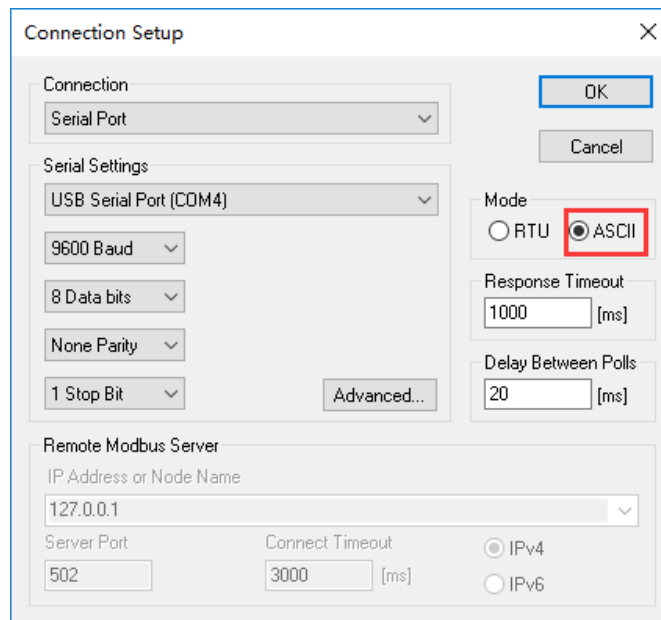 Connection Setup
Connection
Serial Port
OK
Cancel
Serial Settings
USB Serial Port (COM4)
9600 Baud
8 Data bits
None Parity
1 Stop Bit
Advanced...
Mode
RTU ASCII
Response Timeout
1000 [ms]
Delay Between Polls
20 [ms]
Remote Modbus Server
IP Address or Node Name
127.0.0.1
Server Port Connect Timeout
502 3000 [ms]
IPv4
IPv6